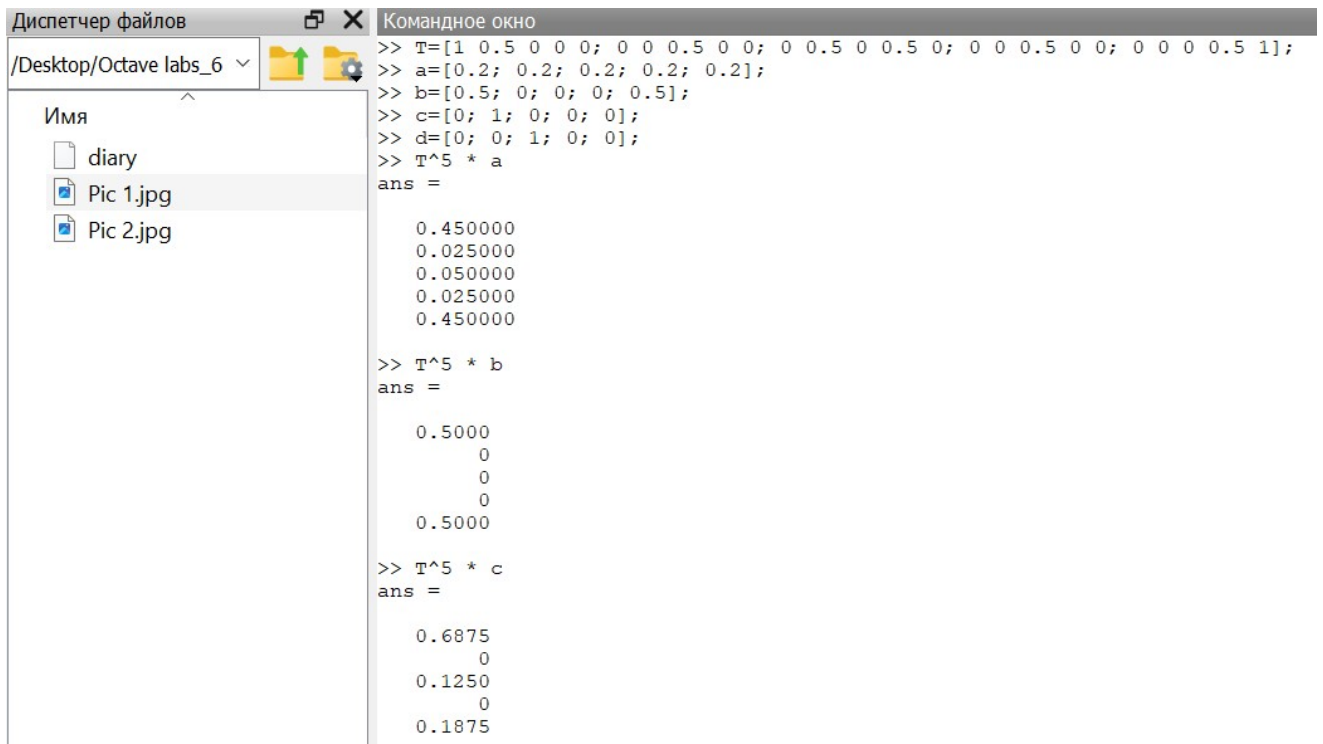 Диспетчер файлов
/Desktop/Octave labs_6
Имя
diary
Pic 1.jpg
Pic 2.jpg
Командное окно
>> T=[1 0.5 0 0 0; 0 0 0.5 0 0; 0 0.5 0 0.5 0; 0 0 0.5 0 0; 0 0 0 0.5 1];
>> a=[0.2; 0.2; 0.2; 0.2; 0.2];
>> b=[0.5; 0; 0; 0; 0.5];
>> c=[0; 1; 0; 0; 0];
>> d=[0; 0; 1; 0; 0];
>> T^5 * a
ans =
0.450000
0.025000
0.050000
0.025000
0.450000
>> T^5 * b
ans =
0.5000
0
0
0
0.5000
>> T^5 * c
ans =
0.6875
0
0.1250
0
0.1875